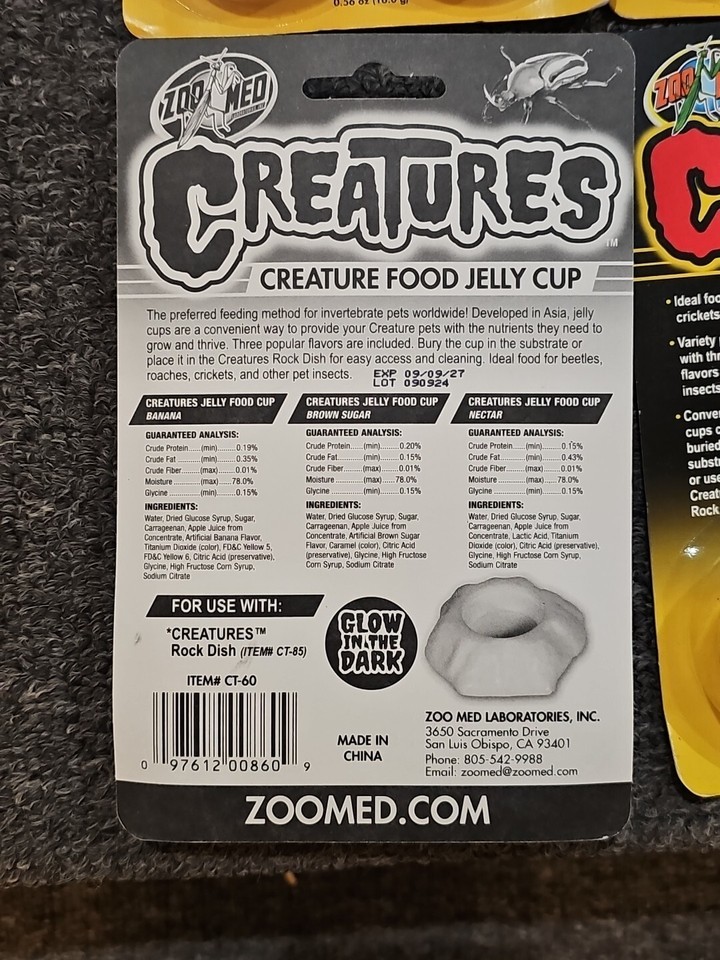 0.56 oz (16.0 g)
ZOO MED
CREATURES™
CREATURE FOOD JELLY CUP
The preferred feeding method for invertebrate pets worldwide! Developed in Asia, jelly
cups are a convenient way to provide your Creature pets with the nutrients they need to
grow and thrive. Three popular flavors are included. Bury the cup in the substrate or
place it in the Creatures Rock Dish for easy access and cleaning. Ideal food for beetles,
roaches, crickets, and other pet insects.
EXP 09/09/27
LOT 090924
CREATURES JELLY FOOD CUP
BANANA
GUARANTEED ANALYSIS:
Crude Protein.....(min)........0.19%
Crude Fat ............(min)........0.35%
Crude Fiber.........(max)......0.01%
Moisture ..............(max) ....78.0%
Glycine ...............(min)........0.15%
INGREDIENTS:
Water, Dried Glucose Syrup, Sugar,
Carrageenan, Apple Juice from
Concentrate, Artificial Banana Flavor,
Titanium Dioxide (color), FD&C Yellow 5,
FD&C Yellow 6, Citric Acid (preservative),
Glycine, High Fructose Corn Syrup,
Sodium Citrate
CREATURES JELLY FOOD CUP
BROWN SUGAR
GUARANTEED ANALYSIS:
Crude Protein.....(min)........0.20%
Crude Fat ............(min)........0.15%
Crude Fiber.........(max)......0.01%
Moisture ..............(max) ....78.0%
Glycine ...............(min)........0.15%
INGREDIENTS:
Water, Dried Glucose Syrup, Sugar,
Carrageenan, Apple Juice from
Concentrate, Artificial Brown Sugar
Flavor, Caramel (color), Citric Acid
(preservative), Glycine, High Fructose
Corn Syrup, Sodium Citrate
CREATURES JELLY FOOD CUP
NECTAR
GUARANTEED ANALYSIS:
Crude Protein.....(min)........0.15%
Crude Fat ............(min)........0.43%
Crude Fiber.........(max)......0.01%
Moisture ..............(max) ....78.0%
Glycine ...............(min)........0.15%
INGREDIENTS:
Water, Dried Glucose Syrup, Sugar,
Carrageenan, Apple Juice from
Concentrate, Lactic Acid, Titanium
Dioxide (color), Citric Acid (preservative),
Glycine, High Fructose Corn Syrup,
Sodium Citrate
FOR USE WITH:
*CREATURES™
Rock Dish (ITEM# CT-85)
GLOW
IN THE
DARK
ITEM# CT-60
0 97612 00860 9
MADE IN
CHINA
ZOO MED LABORATORIES, INC.
3650 Sacramento Drive
San Luis Obispo, CA 93401
Phone: 805-542-9988
Email: zoomed@zoomed.com
ZOOMED.COM
ZOO
C
• Ideal foo
crickets
• Variety
with th
flavors
insects
• Conve
cups c
buried
subst
or use
Creat
Rock